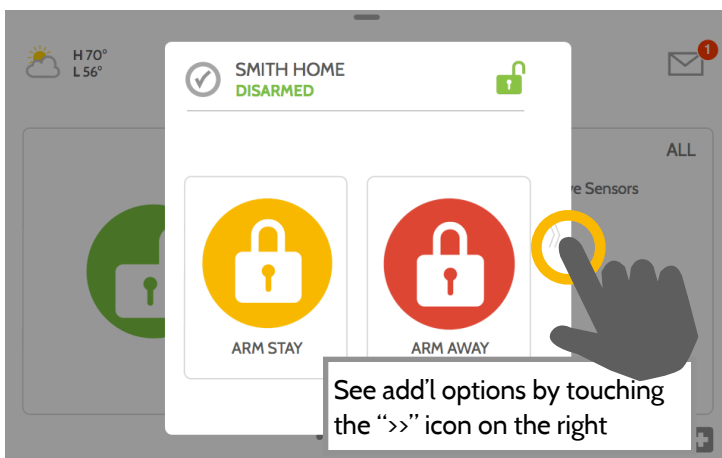 H 70°
L 56°
1
SMITH HOME
DISARMED
ALL
ve Sensors
ARM STAY
ARM AWAY
See add’l options by touching
the “>>” icon on the right